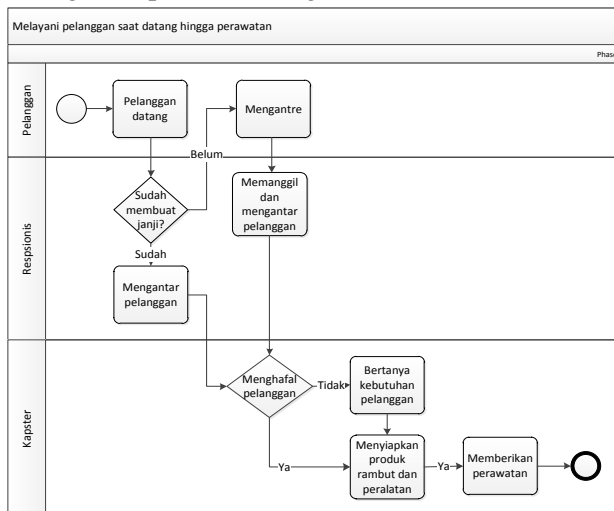 Melayani pelanggan saat datang hingga perawatan
Phase
Pelanggan
Pelanggan
datang
Mengantre
Belum
Respsionis
Sudah
membuat
janji?
Memanggil
dan
mengantar
pelanggan
Sudah
Mengantar
pelanggan
Kapster
Menghafal
pelanggan
Tidak
Bertanya
kebutuhan
pelanggan
Ya
Menyiapkan
produk
rambut dan
peralatan
Ya
Memberikan
perawatan